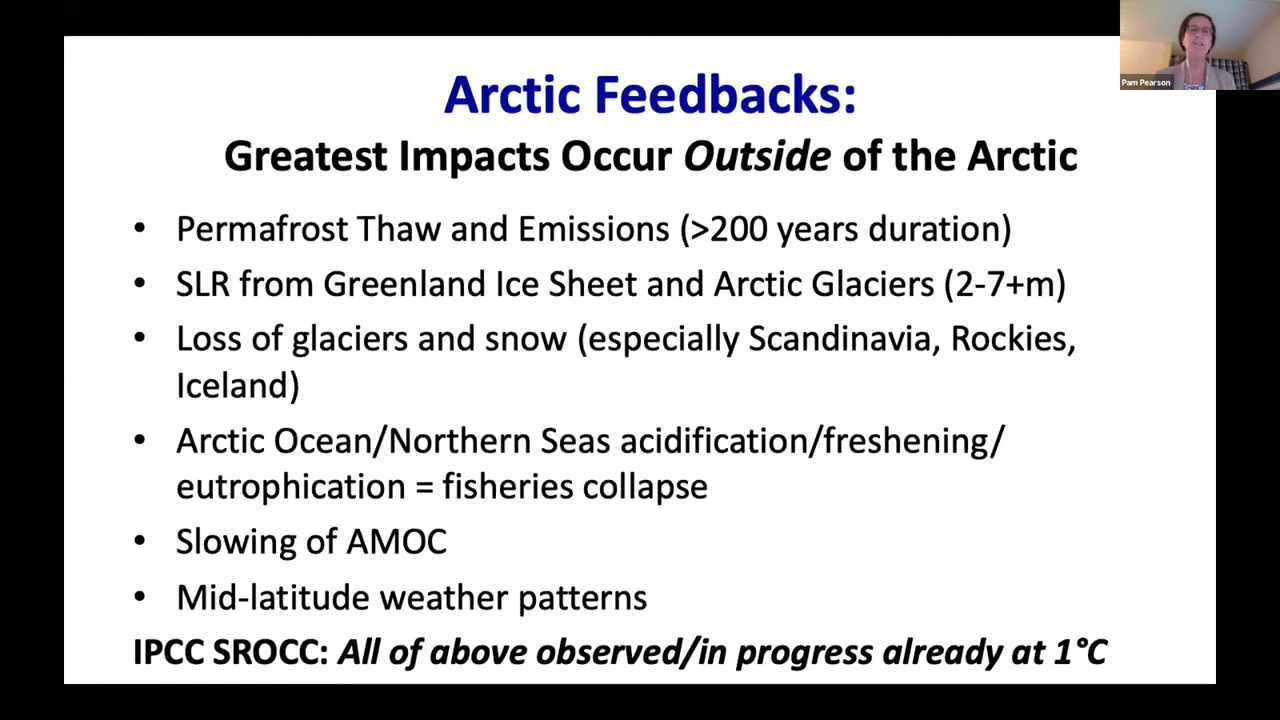 Arctic Feedbacks:
Greatest Impacts Occur Outside of the Arctic
• Permafrost Thaw and Emissions (>200 years duration)
• SLR from Greenland Ice Sheet and Arctic Glaciers (2-7+m)
• Loss of glaciers and snow (especially Scandinavia, Rockies,
Iceland)
• Arctic Ocean/Northern Seas acidification/freshening/
eutrophication = fisheries collapse
• Slowing of AMOC
• Mid-latitude weather patterns
IPCC SROCC: All of above observed/in progress already at 1°C
Pam Pearson